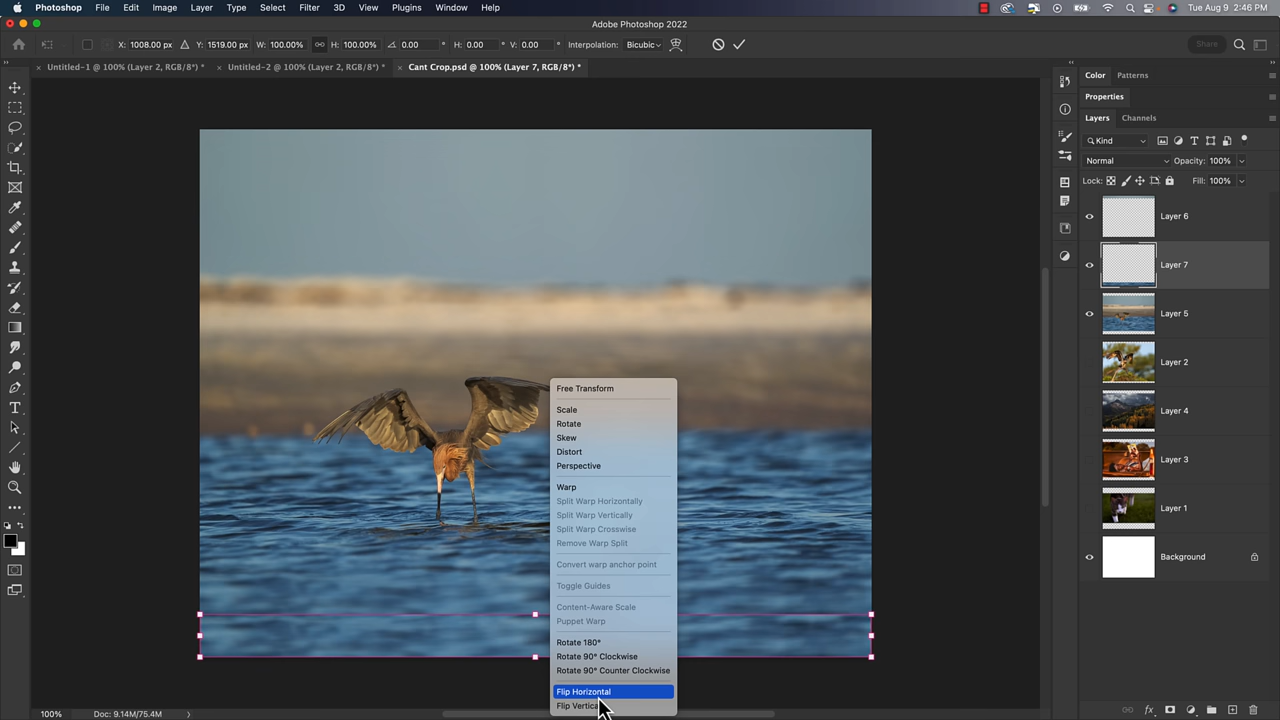 Photoshop File Edit Image Layer Type Select Filter 3D View Plugins Window Help Tue Aug 9 2:46 PM
Adobe Photoshop 2022
X: 1008.00 px Y: 1519.00 px W: 100.00% H: 100.00% 0.00 ° H: 0.00 ° V: 0.00 ° Interpolation: Bicubic Share
× Untitled-1 @ 100% (Layer 2, RGB/8*) * × Untitled-2 @ 100% (Layer 2, RGB/8*) * × Cant Crop.psd @ 100% (Layer 7, RGB/8*) *
Color Patterns
Properties
Layers Channels
Kind
Normal Opacity: 100%
Lock: Fill: 100%
Layer 6
Layer 7
Layer 5
Layer 2
Layer 4
Layer 3
Layer 1
Background
Free Transform
Scale
Rotate
Skew
Distort
Perspective
Warp
Split Warp Horizontally
Split Warp Vertically
Split Warp Crosswise
Remove Warp Split
Convert warp anchor point
Toggle Guides
Content-Aware Scale
Puppet Warp
Rotate 180°
Rotate 90° Clockwise
Rotate 90° Counter Clockwise
Flip Horizontal
Flip Vertical
100% Doc: 9.14M/75.4M